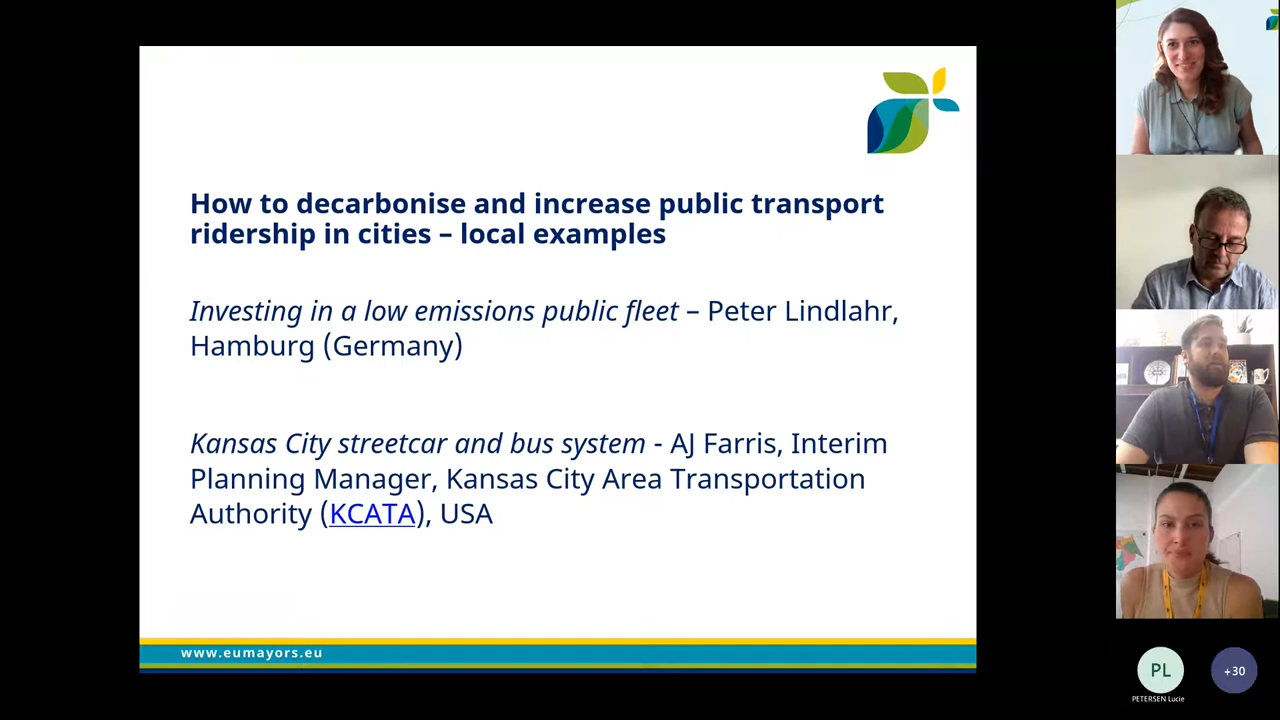 How to decarbonise and increase public transport
ridership in cities – local examples
Investing in a low emissions public fleet – Peter Lindlahr,
Hamburg (Germany)
Kansas City streetcar and bus system - AJ Farris, Interim
Planning Manager, Kansas City Area Transportation
Authority (KCATA), USA
www.eumayors.eu
PL
+30
PETERSEN Lucie